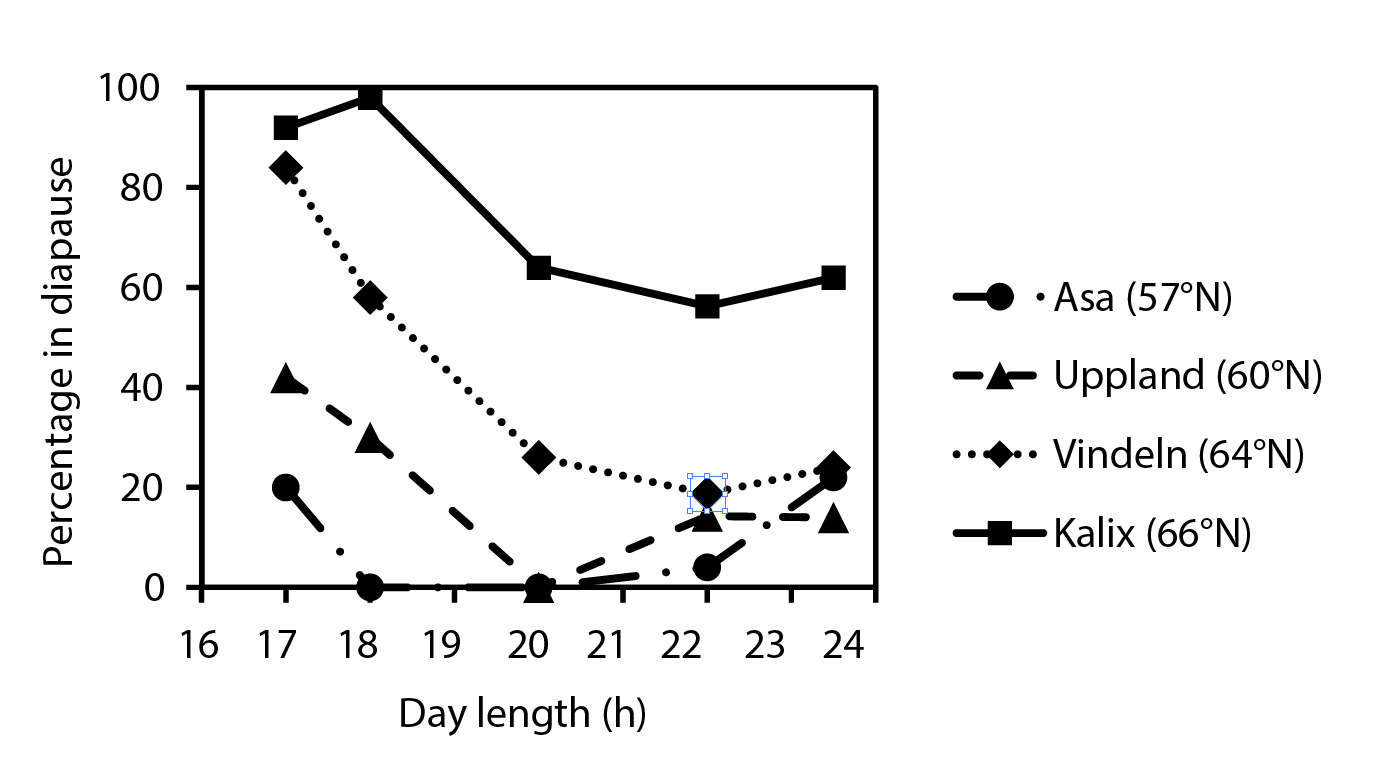 100
80
60
40
20
0
Percentage in diapause
16 17 18 19 20 21 22 23 24
Day length (h)
Asa (57°N)
Uppland (60°N)
Vindeln (64°N)
Kalix (66°N)